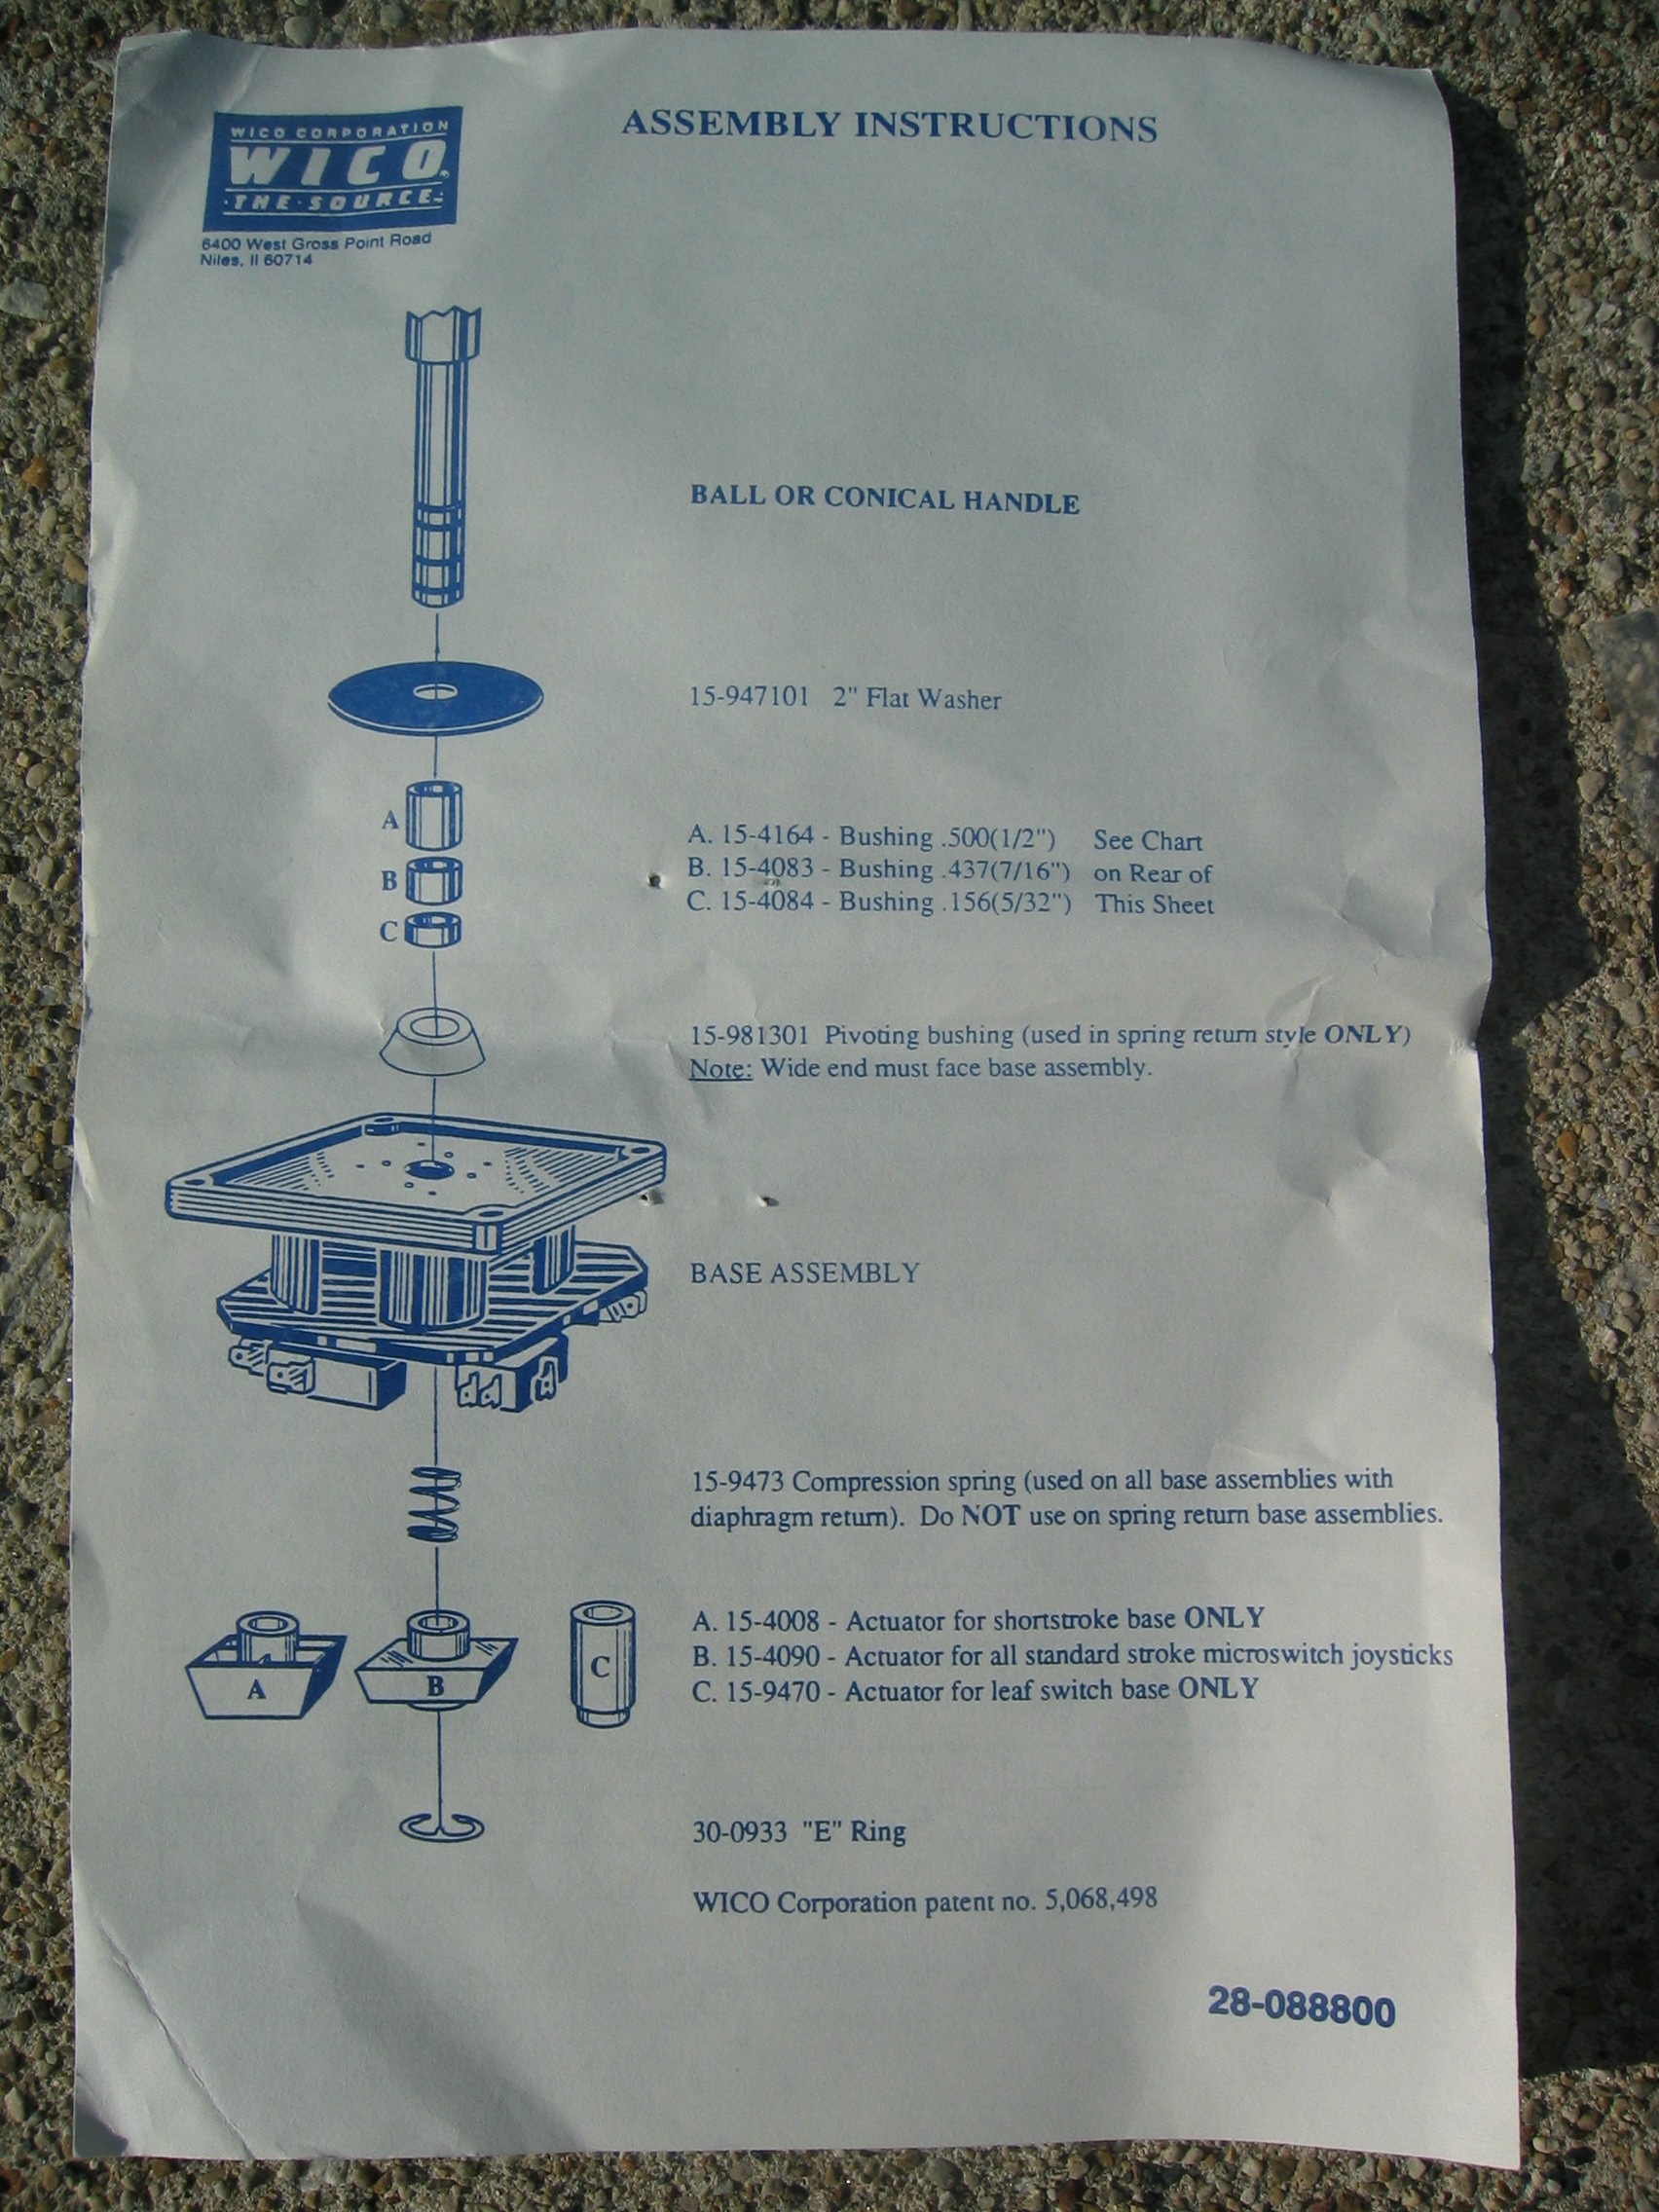 WICO CORPORATION
WICO
·THE·SOURCE·
6400 West Gross Point Road
Niles, Il 60714
ASSEMBLY INSTRUCTIONS
BALL OR CONICAL HANDLE
15-947101 2" Flat Washer
A
B
C
A. 15-4164 - Bushing .500(1/2") See Chart
B. 15-4083 - Bushing .437(7/16") on Rear of
C. 15-4084 - Bushing .156(5/32") This Sheet
15-981301 Pivoting bushing (used in spring return style ONLY)
Note: Wide end must face base assembly.
BASE ASSEMBLY
15-9473 Compression spring (used on all base assemblies with
diaphragm return). Do NOT use on spring return base assemblies.
A
B
C
A. 15-4008 - Actuator for shortstroke base ONLY
B. 15-4090 - Actuator for all standard stroke microswitch joysticks
C. 15-9470 - Actuator for leaf switch base ONLY
30-0933 "E" Ring
WICO Corporation patent no. 5,068,498
28-088800